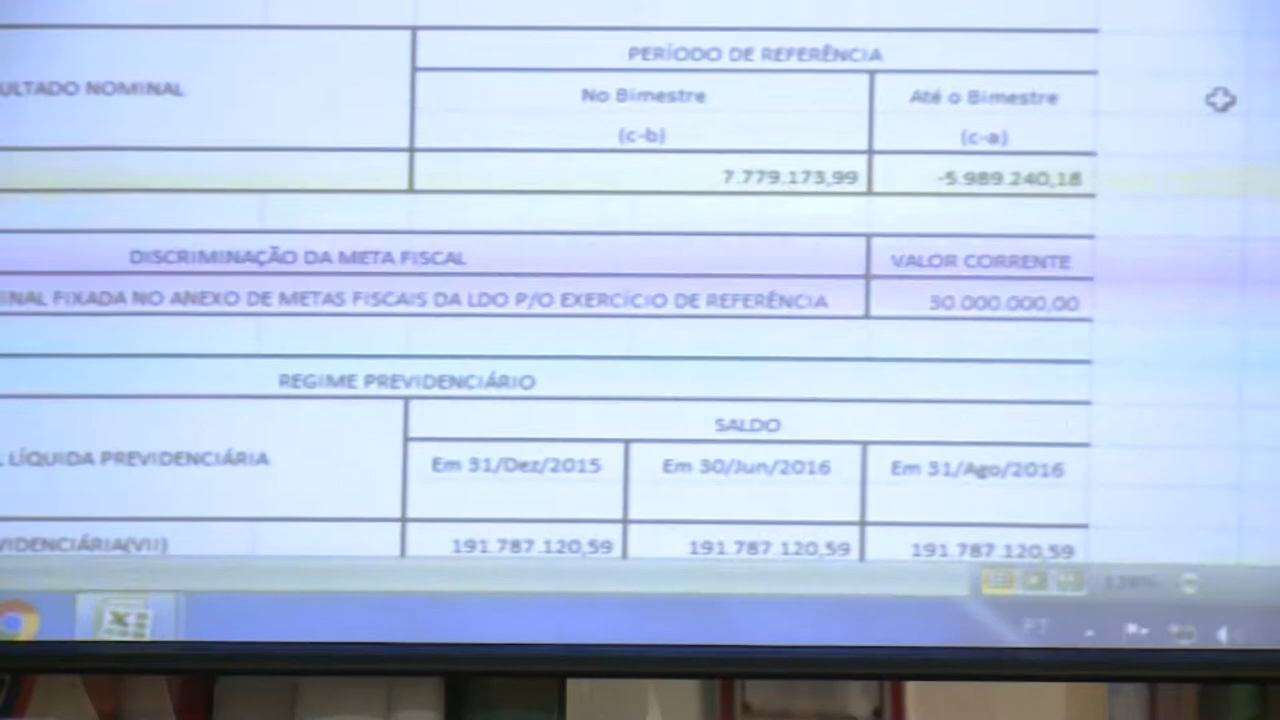 PERÍODO DE REFERÊNCIA
ULTADO NOMINAL
No Bimestre
Até o Bimestre
(c-b)
(c-a)
7.779.173,99
-5.989.240,18
DISCRIMINAÇÃO DA META FISCAL
VALOR CORRENTE
INAL FIXADA NO ANEXO DE METAS FISCAIS DA LDO P/O EXERCÍCIO DE REFERÊNCIA
30.000.000,00
REGIME PREVIDENCIÁRIO
SALDO
LÍQUIDA PREVIDENCIÁRIA
Em 31/Dez/2015
Em 30/Jun/2016
Em 31/Ago/2016
VIDENCIÁRIA(VII)
191.787.120,59
191.787.120,59
191.787.120,59
PT